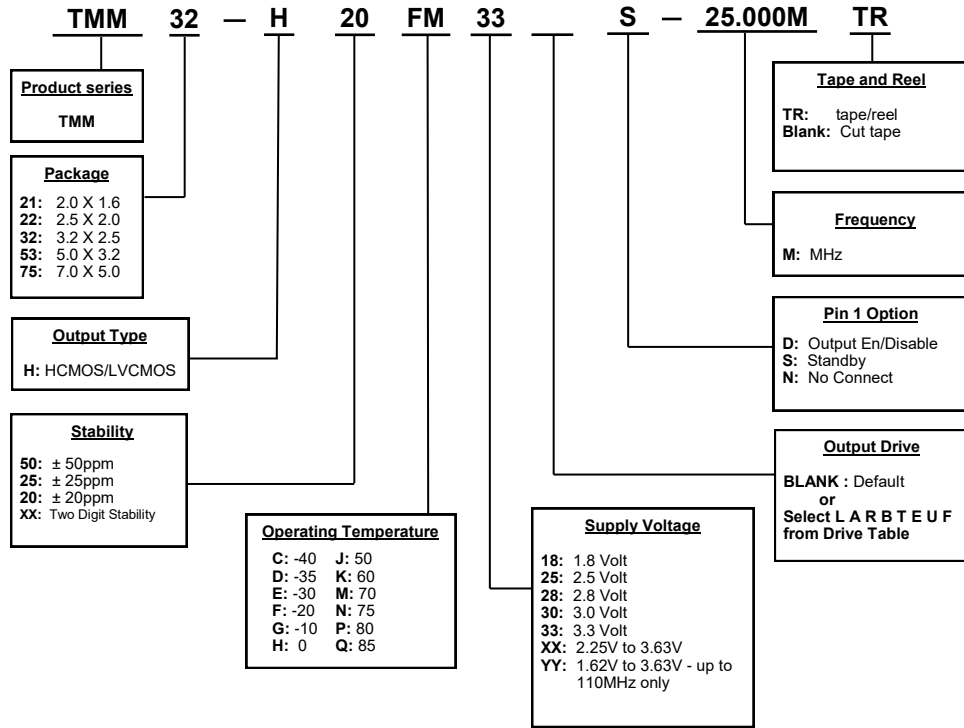 TMM 32 – H 20 FM 33 S – 25.000M TR
Product series
TMM
Package
21: 2.0 X 1.6
22: 2.5 X 2.0
32: 3.2 X 2.5
53: 5.0 X 3.2
75: 7.0 X 5.0
Output Type
H: HCMOS/LVCMOS
Stability
50: ± 50ppm
25: ± 25ppm
20: ± 20ppm
XX: Two Digit Stability
Operating Temperature
C: -40 J: 50
D: -35 K: 60
E: -30 M: 70
F: -20 N: 75
G: -10 P: 80
H: 0 Q: 85
Supply Voltage
18: 1.8 Volt
25: 2.5 Volt
28: 2.8 Volt
30: 3.0 Volt
33: 3.3 Volt
XX: 2.25V to 3.63V
YY: 1.62V to 3.63V - up to
110MHz only
Tape and Reel
TR: tape/reel
Blank: Cut tape
Frequency
M: MHz
Pin 1 Option
D: Output En/Disable
S: Standby
N: No Connect
Output Drive
BLANK : Default
or
Select L A R B T E U F
from Drive Table